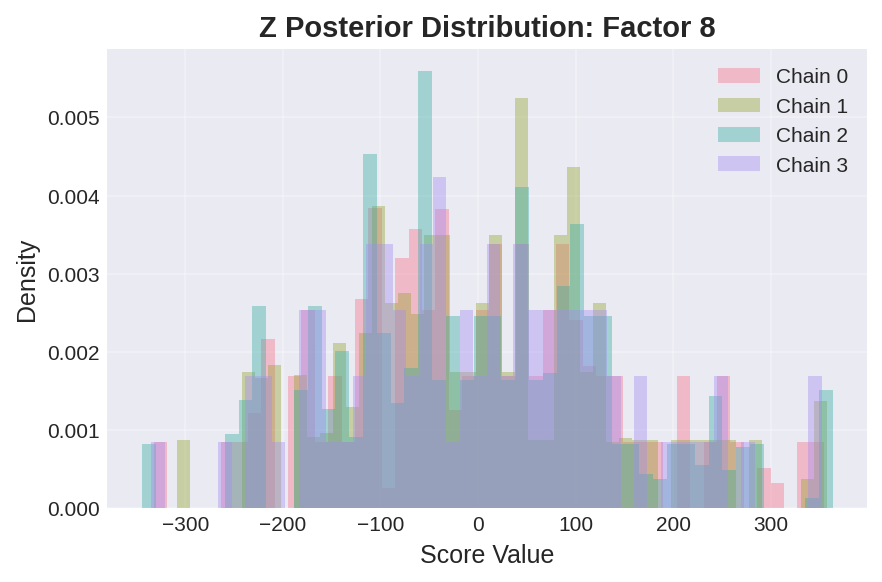 Z Posterior Distribution: Factor 8
Chain 0
Chain 1
Chain 2
Chain 3
Density
0.005
0.004
0.003
0.002
0.001
0.000
−300
−200
−100
0
100
200
300
Score Value